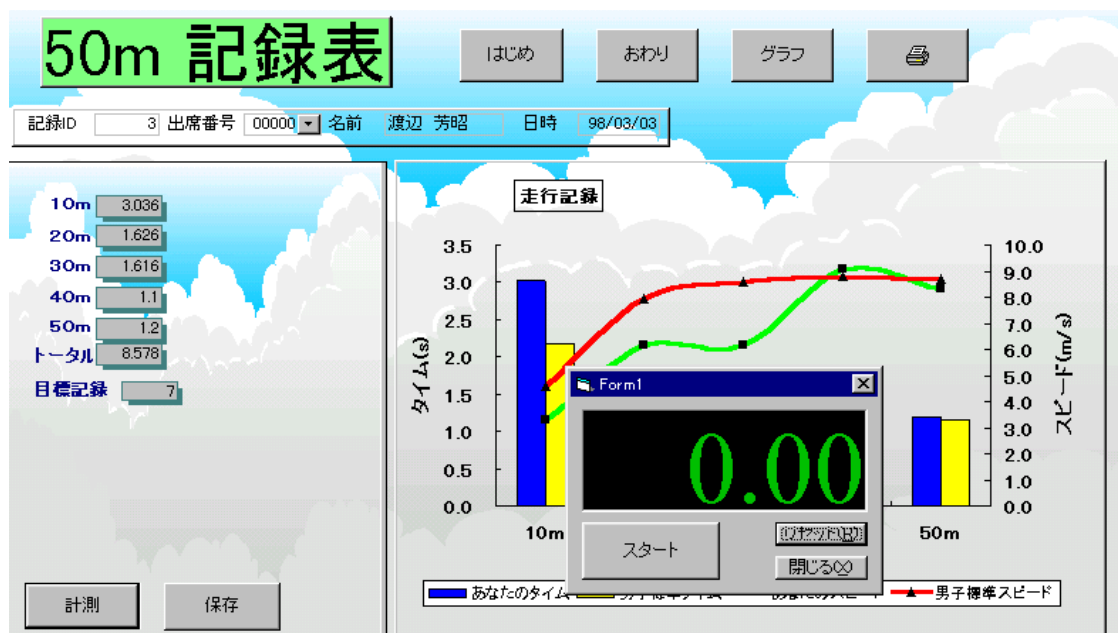 50m 記録表
はじめ
おわり
グラフ
記録ID 3 出席番号 00000 名前 渡辺 芳昭 日時 98/03/03
10m 3.036
20m 1.626
30m 1.616
40m 1.1
50m 1.2
トータル 8.578
目標記録 7
計測
保存
走行記録
タイム(s)
3.5
3.0
2.5
2.0
1.5
1.0
0.5
0.0
10.0
9.0
8.0
7.0
6.0
5.0
4.0
3.0
2.0
1.0
0.0
スピード(m/s)
10m
50m
Form1
0.00
スタート
閉じる(X)
あなたのタイム
男子標準スピード